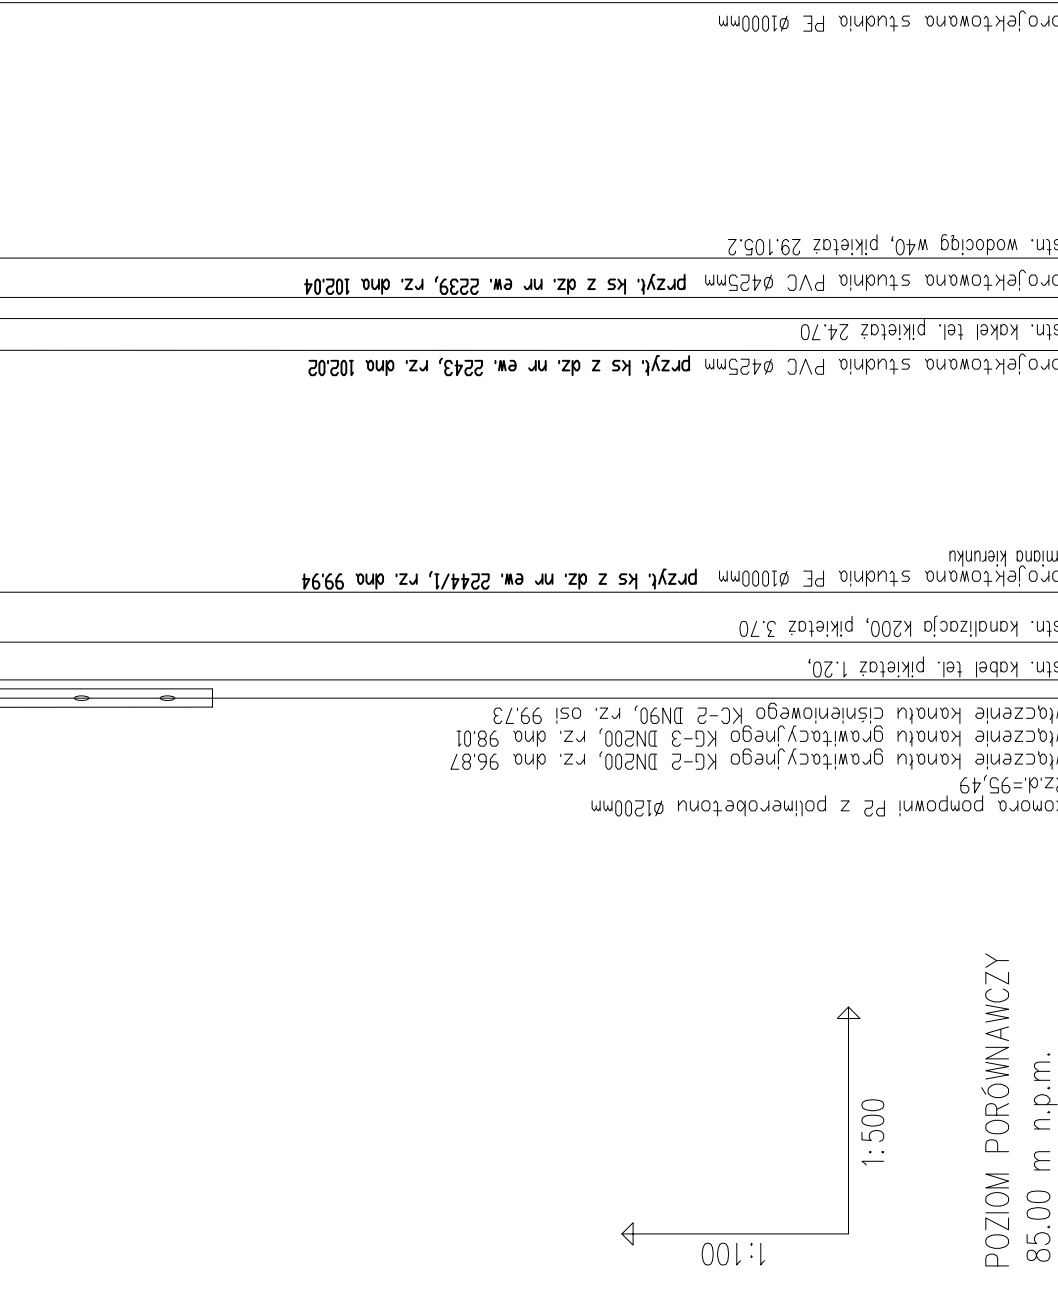 komora pompowni P2 z polimerobetonu ø1200mm
Rz.d.=95,49
włączenie kanału grawitacyjnego KG-2 DN200, rz. dna 96.87
włączenie kanału grawitacyjnego KG-3 DN200, rz. dna 98.01
włączenie kanału ciśnieniowego KC-2 DN90, rz. osi 99.73
stn. kabel tel. pikietaż 1.20,
stn. kanalizacja k200, pikietaż 3.70
projektowana studnia PE ø1000mm przył. ks z dz. nr ew. 2244/1, rz. dna 99.94
zmiana kierunku
projektowana studnia PVC ø425mm przył. ks z dz. nr ew. 2243, rz. dna 102.02
stn. kakel tel. pikietaż 24.70
projektowana studnia PVC ø425mm przył. ks z dz. nr ew. 2239, rz. dna 102.04
stn. wodociąg w40, pikietaż 29.105.2
projektowana studnia PE ø1000mm
1:100
1:500
POZIOM PORÓWNAWCZY
85.00 m n.p.m.